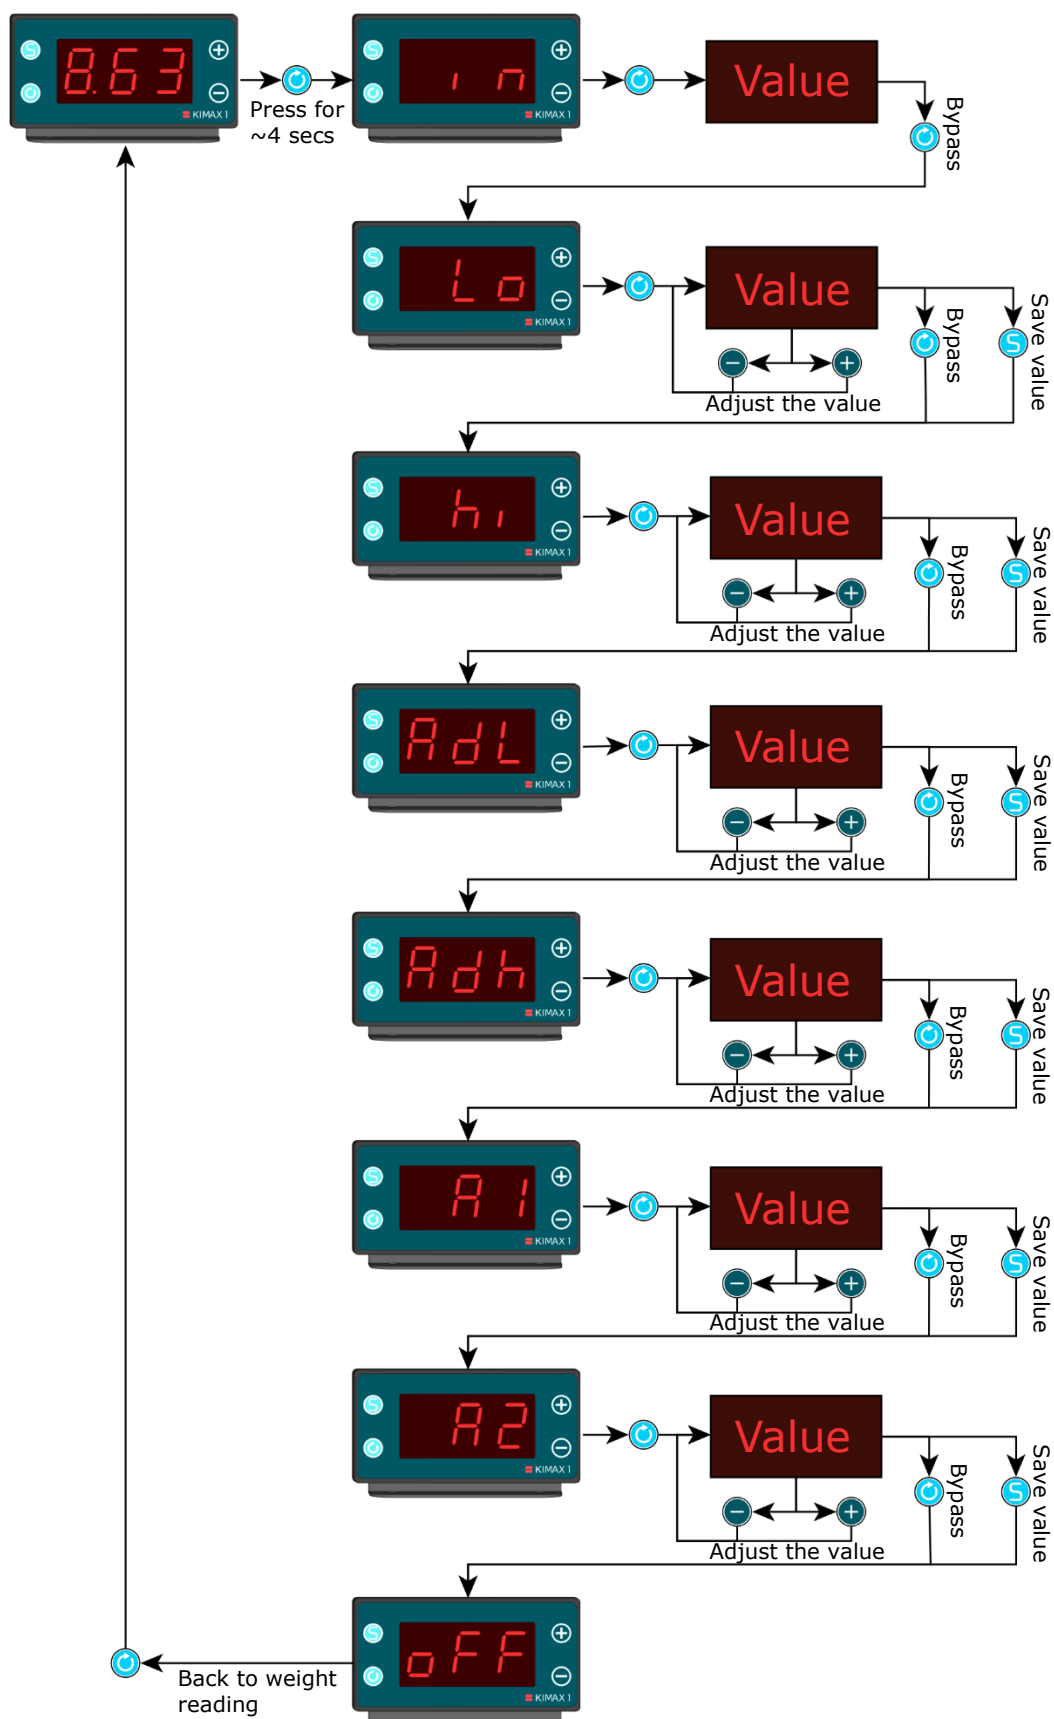 8.63
S
KIMAX 1
Press for
~4 secs
in
S
KIMAX 1
Value
Bypass
Lo
S
KIMAX 1
Value
Adjust the value
Bypass
Save value
S
hi
S
KIMAX 1
Value
Adjust the value
Bypass
Save value
S
AdL
S
KIMAX 1
Value
Adjust the value
Bypass
Save value
S
Adh
S
KIMAX 1
Value
Adjust the value
Bypass
Save value
S
A1
S
KIMAX 1
Value
Adjust the value
Bypass
Save value
S
A2
S
KIMAX 1
Value
Adjust the value
Bypass
Save value
S
oFF
S
KIMAX 1
Back to weight
reading